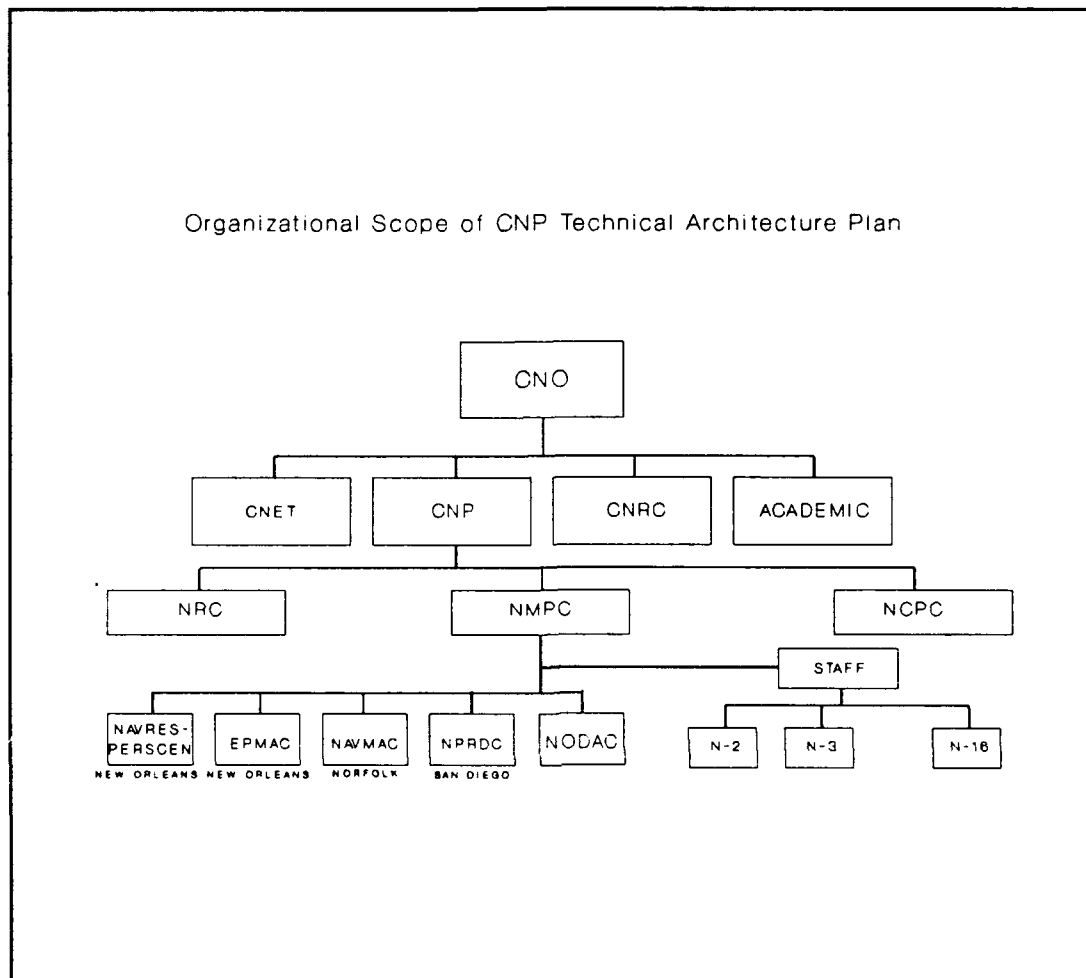 Organizational Scope of CNP Technical Architecture Plan
CNO
CNET
CNP
CNRC
ACADEMIC
NRC
NMPC
NCPC
STAFF
NAVRES-
PERSCEN
NEW ORLEANS
EPMAC
NEW ORLEANS
NAVMAC
NORFOLK
NPRDC
SAN DIEGO
NODAC
N-2
N-3
N-16